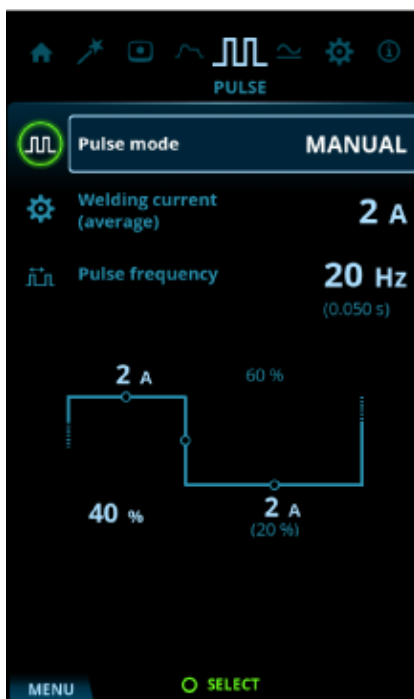 PULSE
Pulse mode MANUAL
Welding current
(average)
2 A
Pulse frequency 20 Hz
(0.050 s)
2 A 60 %
40 % 2 A
(20 %)
MENU SELECT